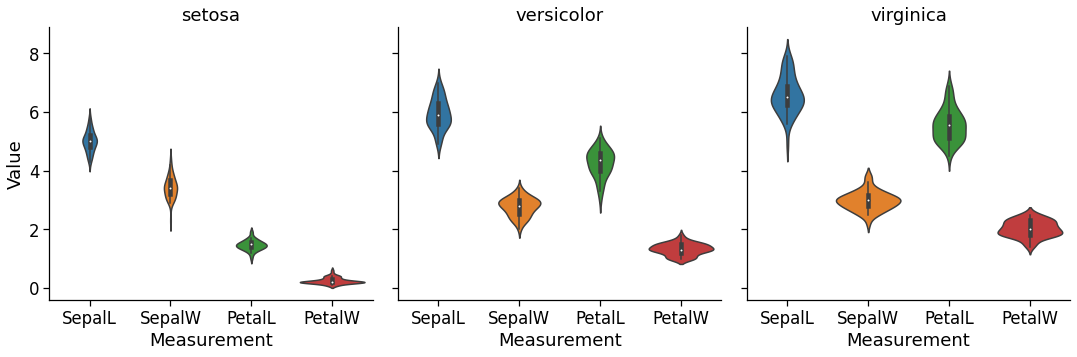 setosa
versicolor
virginica
Value
8
6
4
2
0
SepalL SepalW PetalL PetalW
SepalL SepalW PetalL PetalW
SepalL SepalW PetalL PetalW
Measurement
Measurement
Measurement